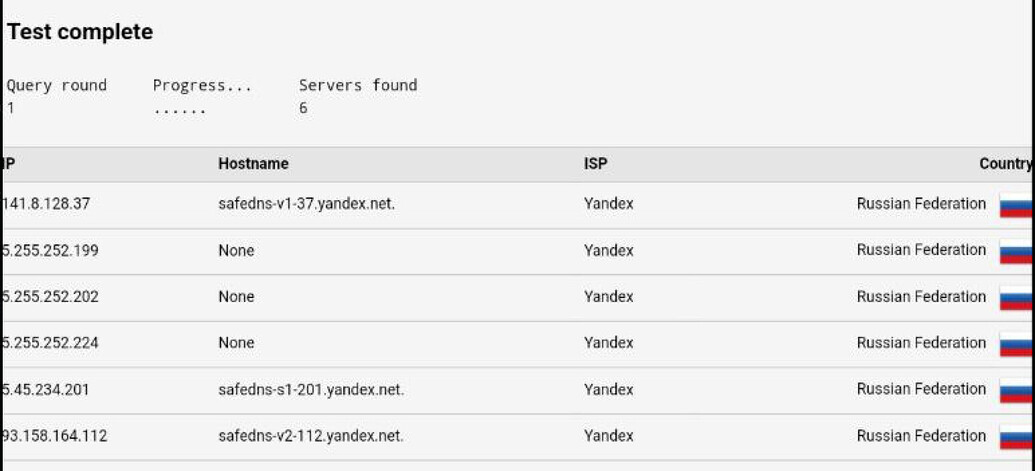 Test complete
Query round Progress... Servers found
1 ...... 6
IP Hostname ISP Country
141.8.128.37 safedns-v1-37.yandex.net. Yandex Russian Federation
5.255.252.199 None Yandex Russian Federation
5.255.252.202 None Yandex Russian Federation
5.255.252.224 None Yandex Russian Federation
5.45.234.201 safedns-s1-201.yandex.net. Yandex Russian Federation
93.158.164.112 safedns-v2-112.yandex.net. Yandex Russian Federation